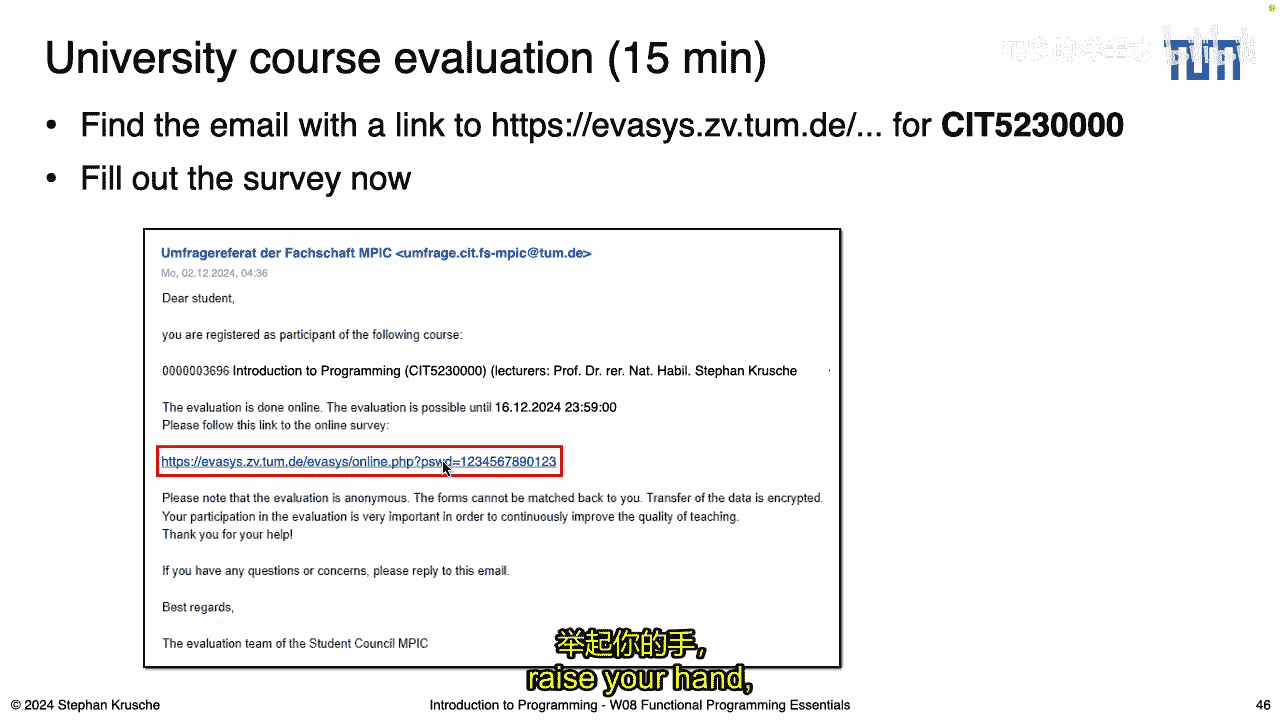 University course evaluation (15 min)
TUM
• Find the email with a link to https://evasys.zv.tum.de/... for CIT5230000
• Fill out the survey now
Umfragereferat der Fachschaft MPIC <umfrage.cit.fs-mpic@tum.de>
Mo, 02.12.2024, 04:36
Dear student,
you are registered as participant of the following course:
0000003696 Introduction to Programming (CIT5230000) (lecturers: Prof. Dr. rer. Nat. Habil. Stephan Krusche
The evaluation is done online. The evaluation is possible until 16.12.2024 23:59:00
Please follow this link to the online survey:
https://evasys.zv.tum.de/evasys/online.php?pswd=1234567890123
Please note that the evaluation is anonymous. The forms cannot be matched back to you. Transfer of the data is encrypted.
Your participation in the evaluation is very important in order to continuously improve the quality of teaching.
Thank you for your help!
If you have any questions or concerns, please reply to this email.
Best regards,
The evaluation team of the Student Council MPIC
举起你的手,
raise your hand,
© 2024 Stephan Krusche
Introduction to Programming - W08 Functional Programming Essentials
46